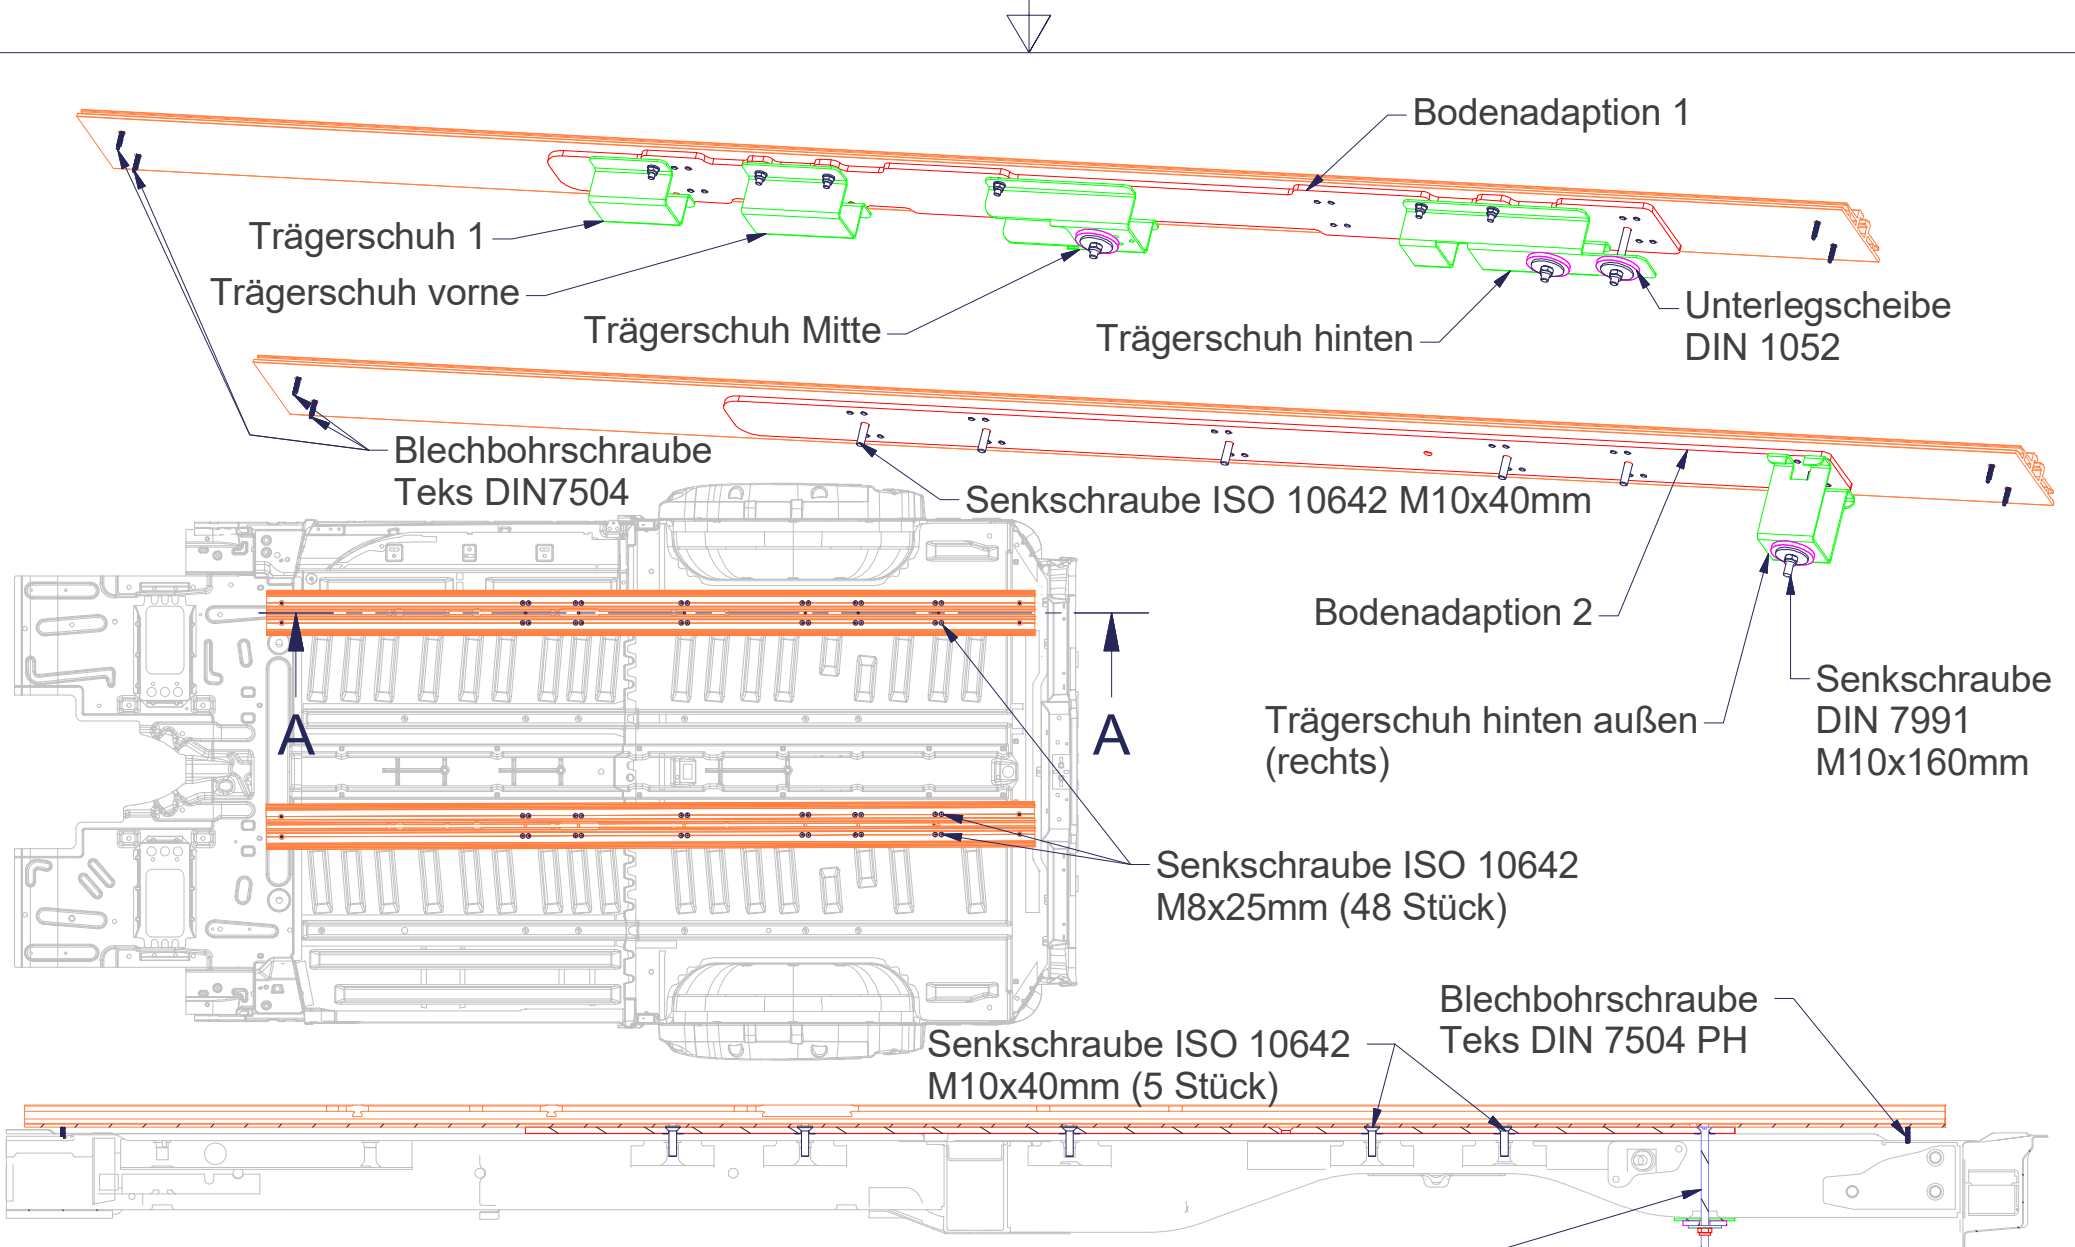 Bodenadaption 1
Trägerschuh 1
Trägerschuh vorne
Trägerschuh Mitte
Trägerschuh hinten
Unterlegscheibe
DIN 1052
Blechbohrschraube
Teks DIN7504
Senkschraube ISO 10642 M10x40mm
Bodenadaption 2
Trägerschuh hinten außen
(rechts)
Senkschraube
DIN 7991
M10x160mm
A
A
Senkschraube ISO 10642
M8x25mm (48 Stück)
Blechbohrschraube
Teks DIN 7504 PH
Senkschraube ISO 10642
M10x40mm (5 Stück)